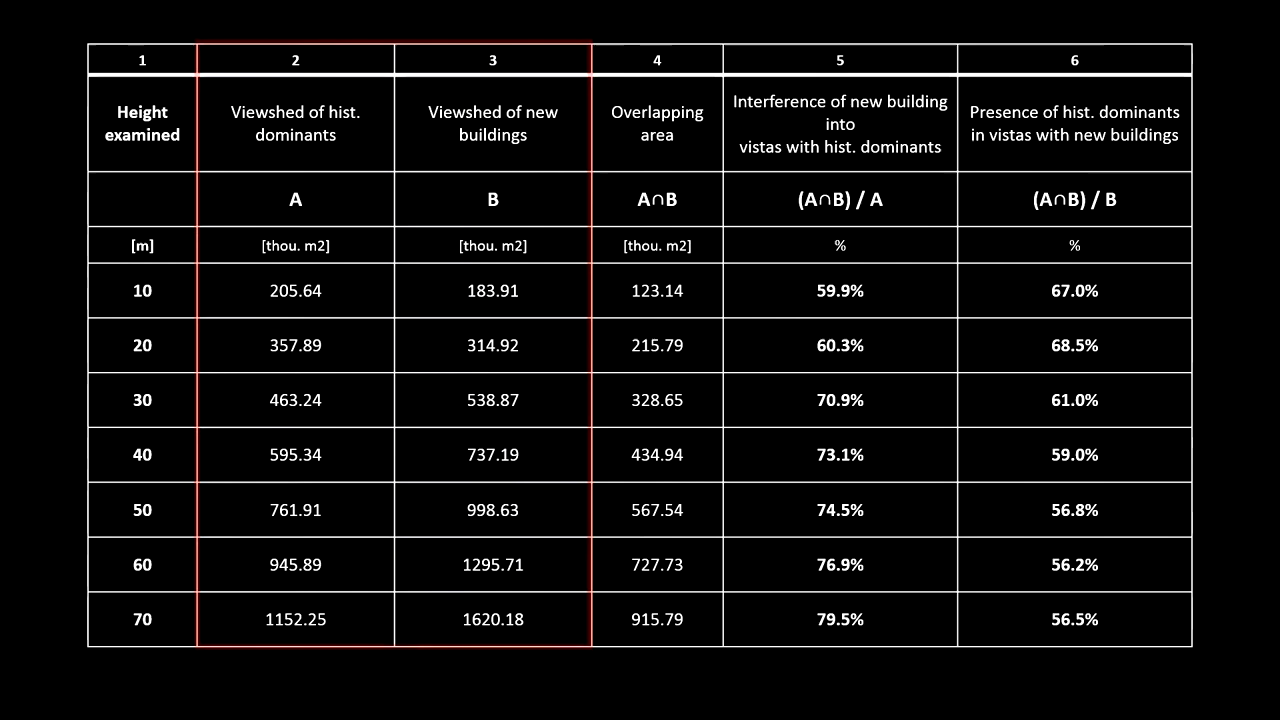 1 2 3 4 5 6
Height
examined
Viewshed of hist.
dominants
Viewshed of new
buildings
Overlapping
area
Interference of new building
into
vistas with hist. dominants
Presence of hist. dominants
in vistas with new buildings
A B A∩B (A∩B) / A (A∩B) / B
[m] [thou. m2] [thou. m2] [thou. m2] % %
10 205.64 183.91 123.14 59.9% 67.0%
20 357.89 314.92 215.79 60.3% 68.5%
30 463.24 538.87 328.65 70.9% 61.0%
40 595.34 737.19 434.94 73.1% 59.0%
50 761.91 998.63 567.54 74.5% 56.8%
60 945.89 1295.71 727.73 76.9% 56.2%
70 1152.25 1620.18 915.79 79.5% 56.5%